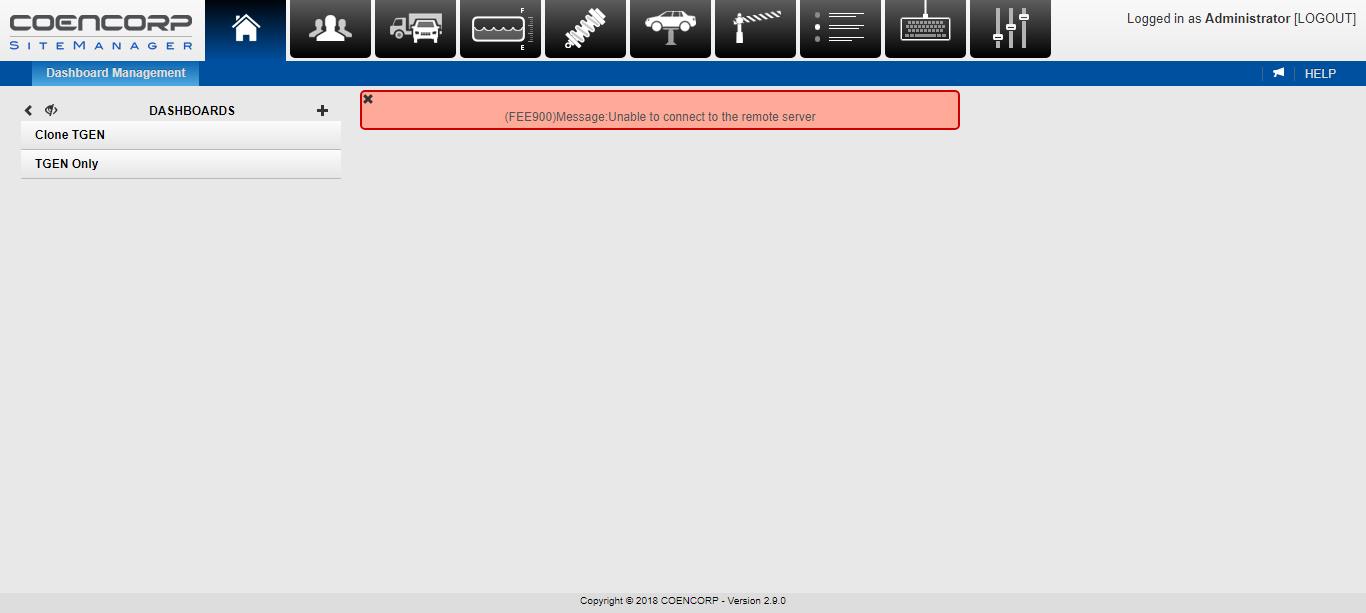 COENCORP
SITEMANAGER
F
E
Logged in as Administrator [LOGOUT]
Dashboard Management
HELP
DASHBOARDS
Clone TGEN
TGEN Only
(FEE900)Message:Unable to connect to the remote server
Copyright © 2018 COENCORP - Version 2.9.0